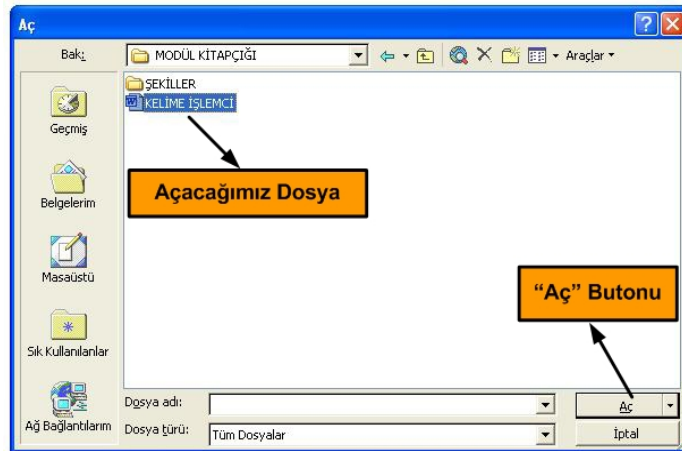 Aç
Bak:
MODÜL KİTAPÇIĞI
Araçlar
ŞEKİLLER
KELİME İŞLEMCİ
Geçmiş
Belgelerim
Masaüstü
Sık Kullanılanlar
Ağ Bağlantılarım
Açacağımız Dosya
“Aç” Butonu
Dosya adı:
Aç
Dosya türü:
Tüm Dosyalar
İptal